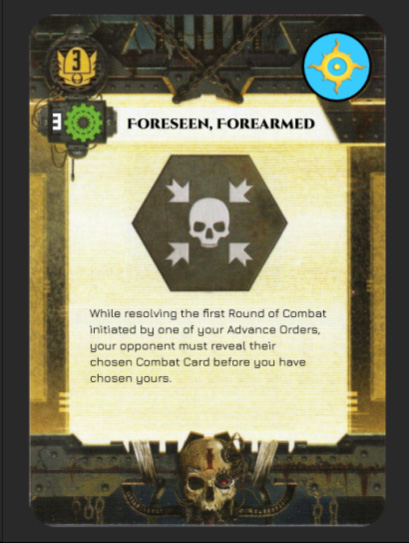 3
3
FORESEEN, FOREARMED
While resolving the first Round of Combat
initiated by one of your Advance Orders,
your opponent must reveal their
chosen Combat Card before you have
chosen yours.
I